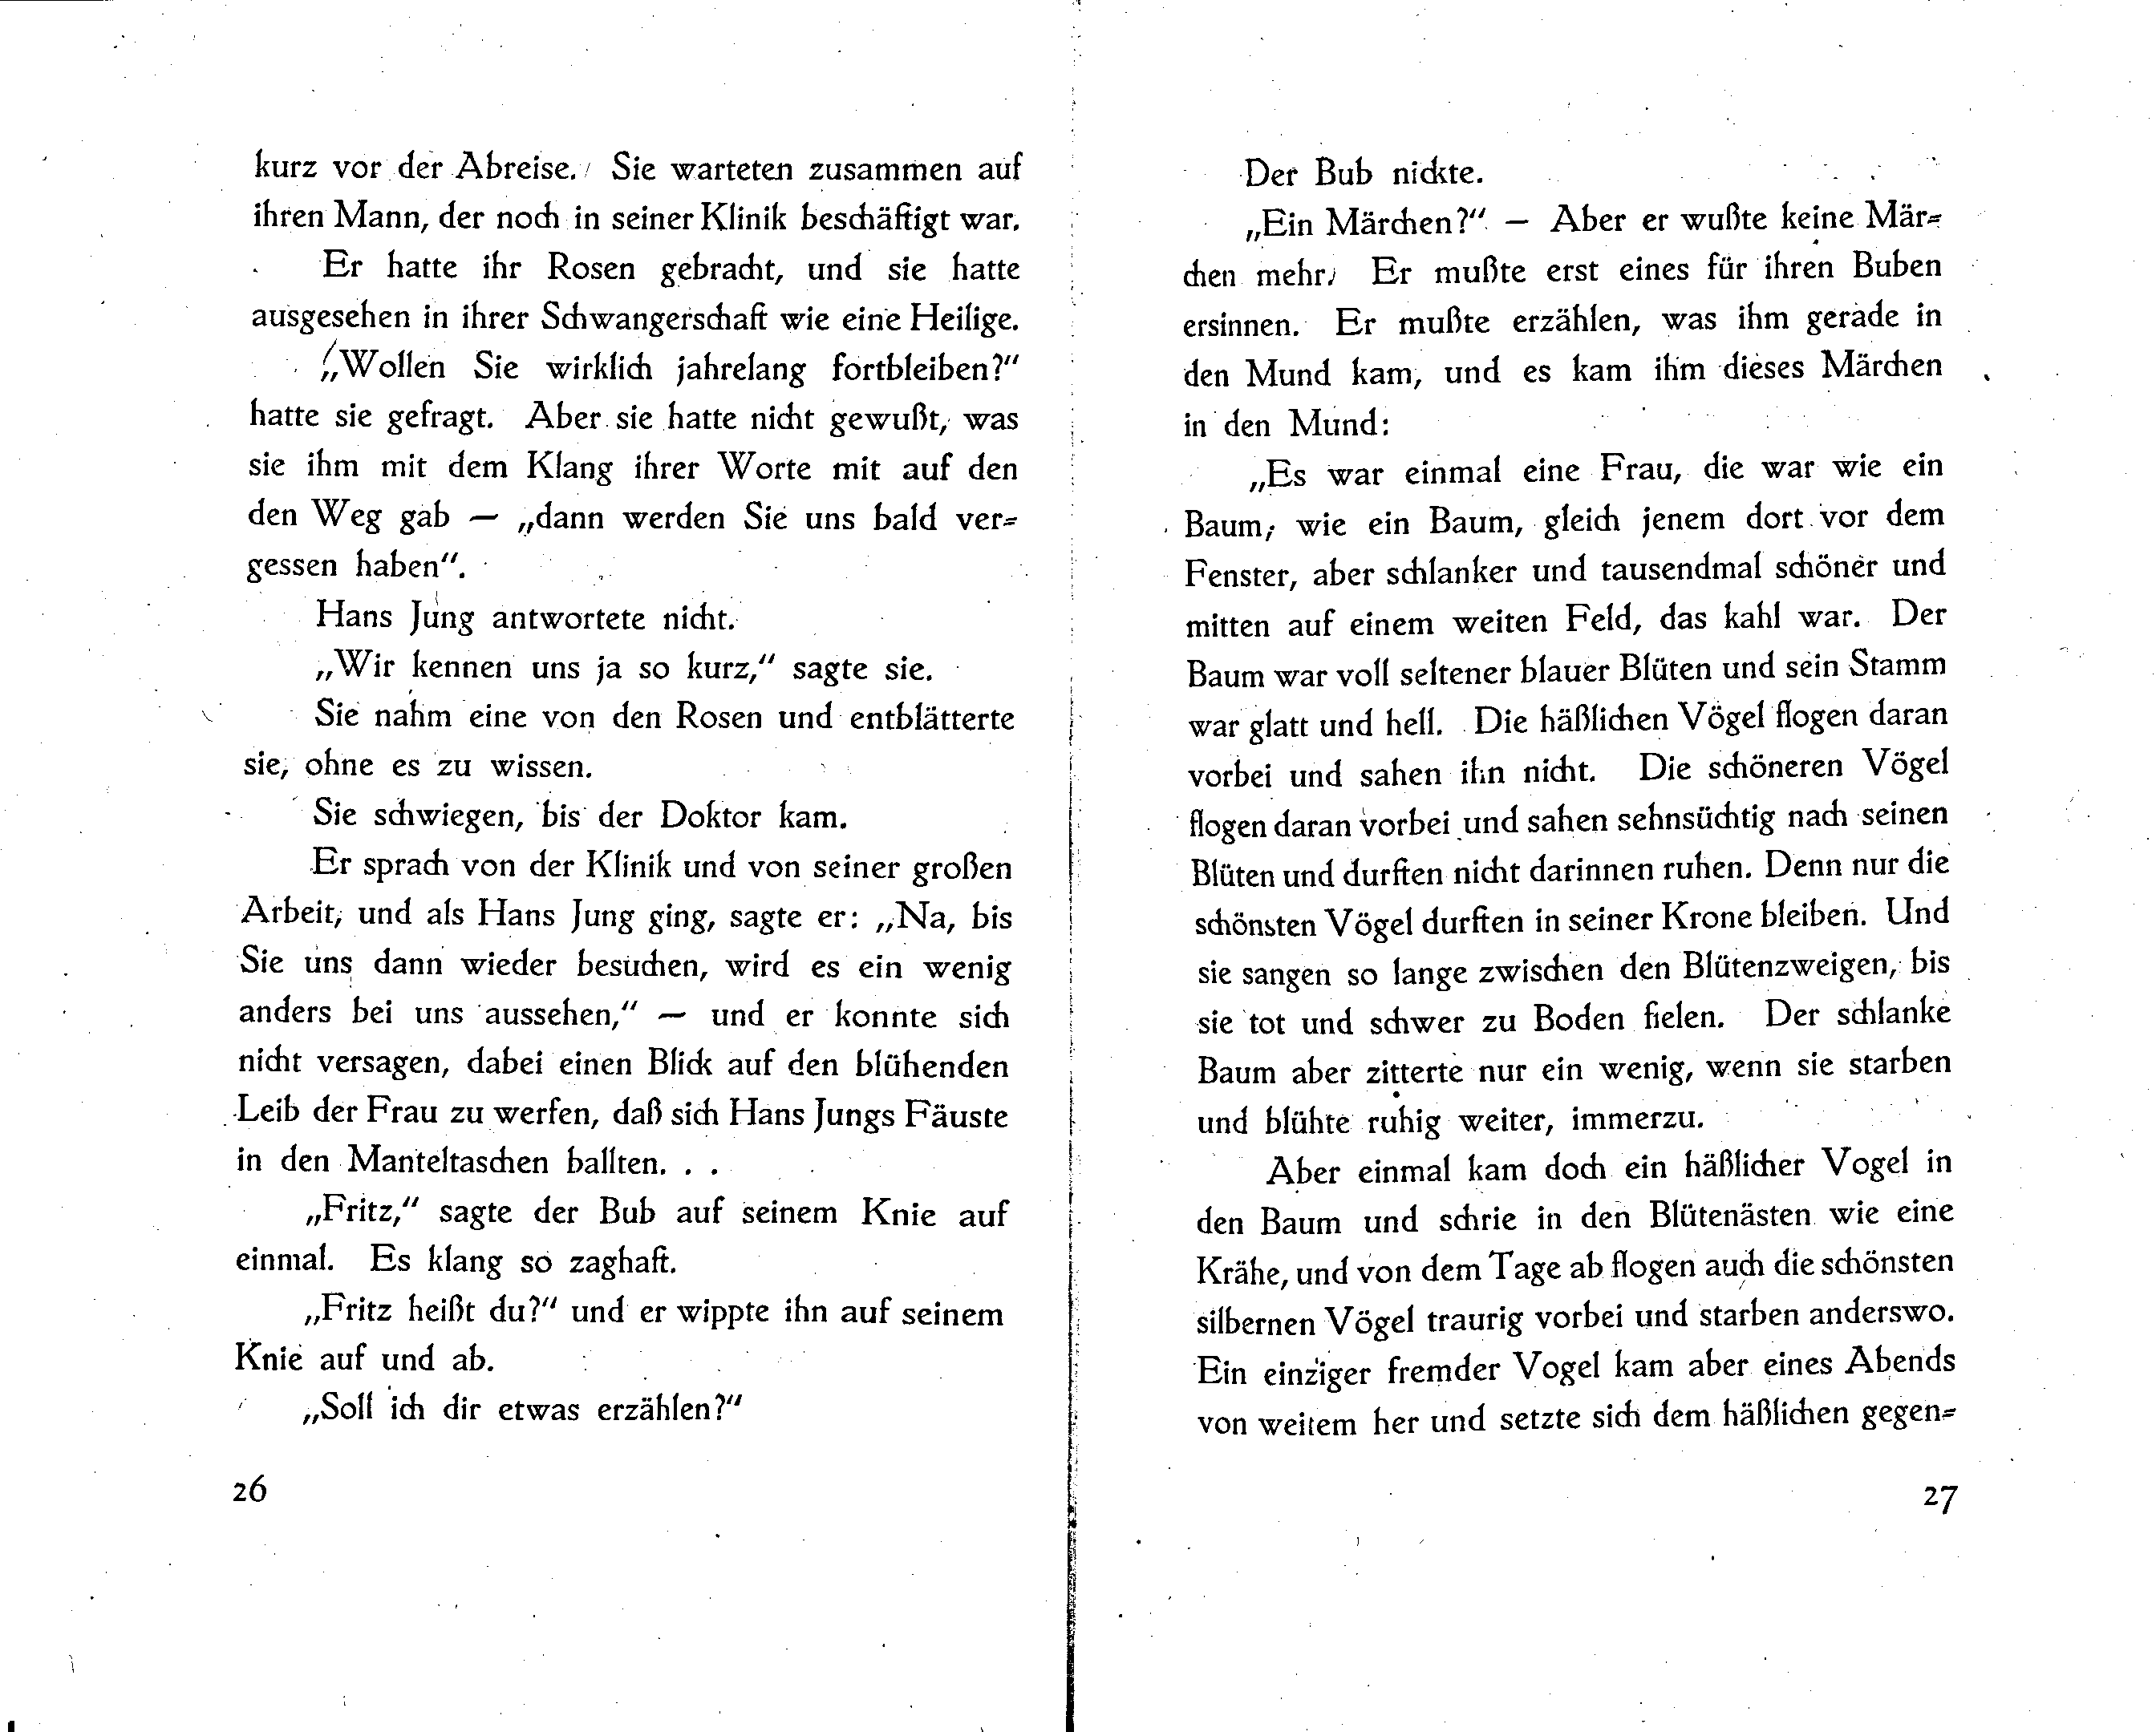 kurz vor der Abreise. Sie warteten zusammen auf
ihren Mann, der noch in seiner Klinik beschäftigt war.
Er hatte ihr Rosen gebracht, und sie hatte
ausgesehen in ihrer Schwangerschaft wie eine Heilige.
„Wollen Sie wirklich jahrelang fortbleiben?“
hatte sie gefragt. Aber sie hatte nicht gewußt, was
sie ihm mit dem Klang ihrer Worte mit auf den
den Weg gab — „dann werden Sie uns bald ver-
gessen haben“.
Hans Jung antwortete nicht.
„Wir kennen uns ja so kurz,“ sagte sie.
Sie nahm eine von den Rosen und entblätterte
sie, ohne es zu wissen.
Sie schwiegen, bis der Doktor kam.
Er sprach von der Klinik und von seiner großen
Arbeit, und als Hans Jung ging, sagte er: „Na, bis
Sie uns dann wieder besuchen, wird es ein wenig
anders bei uns aussehen,“ — und er konnte sich
nicht versagen, dabei einen Blick auf den blühenden
Leib der Frau zu werfen, daß sich Hans Jungs Fäuste
in den Manteltaschen ballten. . .
„Fritz,“ sagte der Bub auf seinem Knie auf
einmal. Es klang so zaghaft.
„Fritz heißt du?“ und er wippte ihn auf seinem
Knie auf und ab.
„Soll ich dir etwas erzählen?“
26
Der Bub nickte.
„Ein Märchen?“ — Aber er wußte keine Mär-
chen mehr. Er mußte erst eines für ihren Buben
ersinnen. Er mußte erzählen, was ihm gerade in
den Mund kam, und es kam ihm dieses Märchen
in den Mund:
„Es war einmal eine Frau, die war wie ein
Baum, wie ein Baum, gleich jenem dort vor dem
Fenster, aber schlanker und tausendmal schöner und
mitten auf einem weiten Feld, das kahl war. Der
Baum war voll seltener blauer Blüten und sein Stamm
war glatt und hell. Die häßlichen Vögel flogen daran
vorbei und sahen ihn nicht. Die schöneren Vögel
flogen daran vorbei und sahen sehnsüchtig nach seinen
Blüten und durften nicht darinnen ruhen. Denn nur die
schönsten Vögel durften in seiner Krone bleiben. Und
sie sangen so lange zwischen den Blütenzweigen, bis
sie tot und schwer zu Boden fielen. Der schlanke
Baum aber zitterte nur ein wenig, wenn sie starben
und blühte ruhig weiter, immerzu.
Aber einmal kam doch ein häßlicher Vogel in
den Baum und schrie in den Blütenästen wie eine
Krähe, und von dem Tage ab flogen auch die schönsten
silbernen Vögel traurig vorbei und starben anderswo.
Ein einziger fremder Vogel kam aber eines Abends
von weitem her und setzte sich dem häßlichen gegen-
27